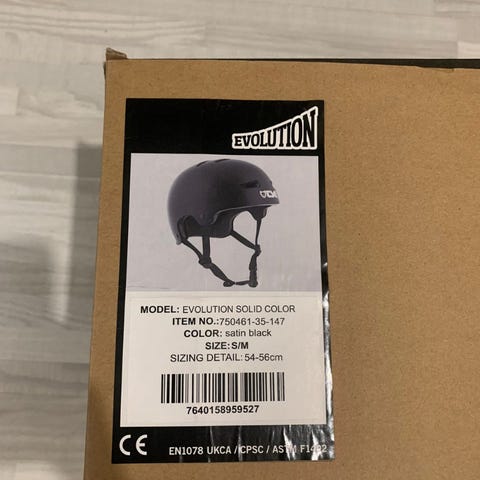 EVOLUTION
TSG
MODEL: EVOLUTION SOLID COLOR
ITEM NO.:750461-35-147
COLOR: satin black
SIZE: S/M
SIZING DETAIL: 54-56cm
7640158959527
CE
EN1078 UKCA / CPSC / ASTM F1492